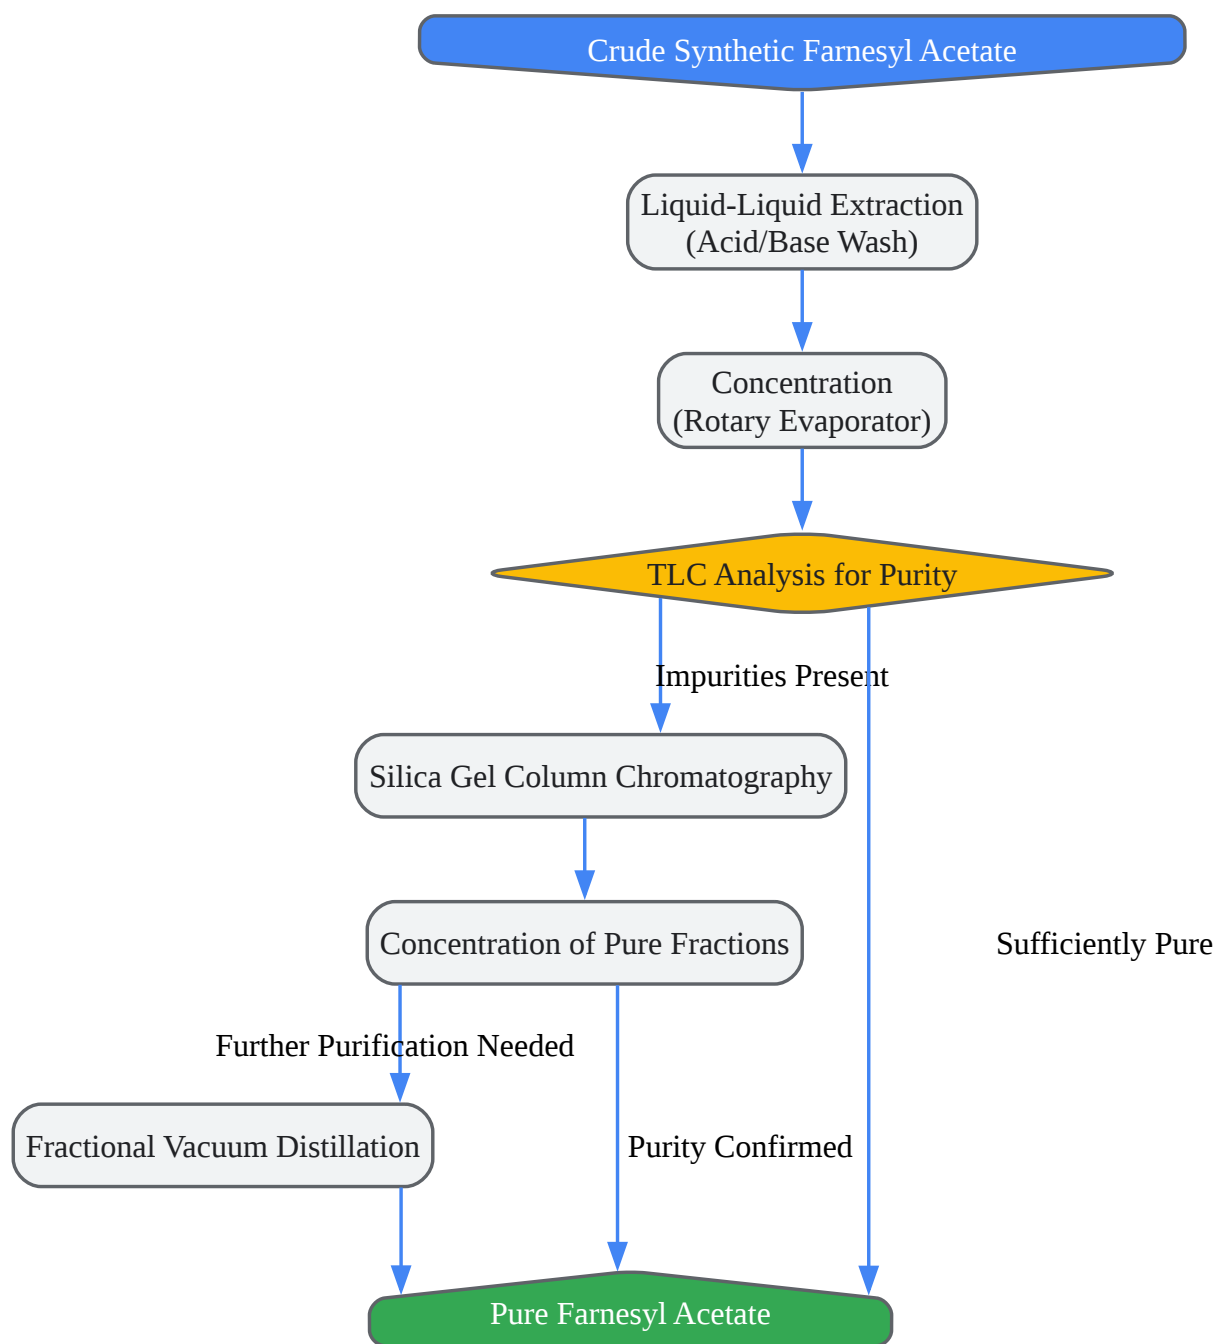 Crude Synthetic Farnesyl Acetate
Liquid-Liquid Extraction
(Acid/Base Wash)
Concentration
(Rotary Evaporator)
TLC Analysis for Purity
Impurities Present
Silica Gel Column Chromatography
Concentration of Pure Fractions
Sufficiently Pure
Further Purification Needed
Fractional Vacuum Distillation
Purity Confirmed
Pure Farnesyl Acetate